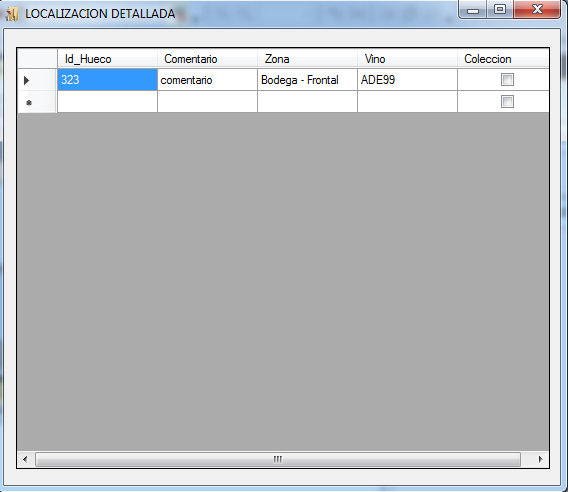 LOCALIZACION DETALLADA
Id_Hueco Comentario Zona Vino Coleccion
323 comentario Bodega - Frontal ADE99